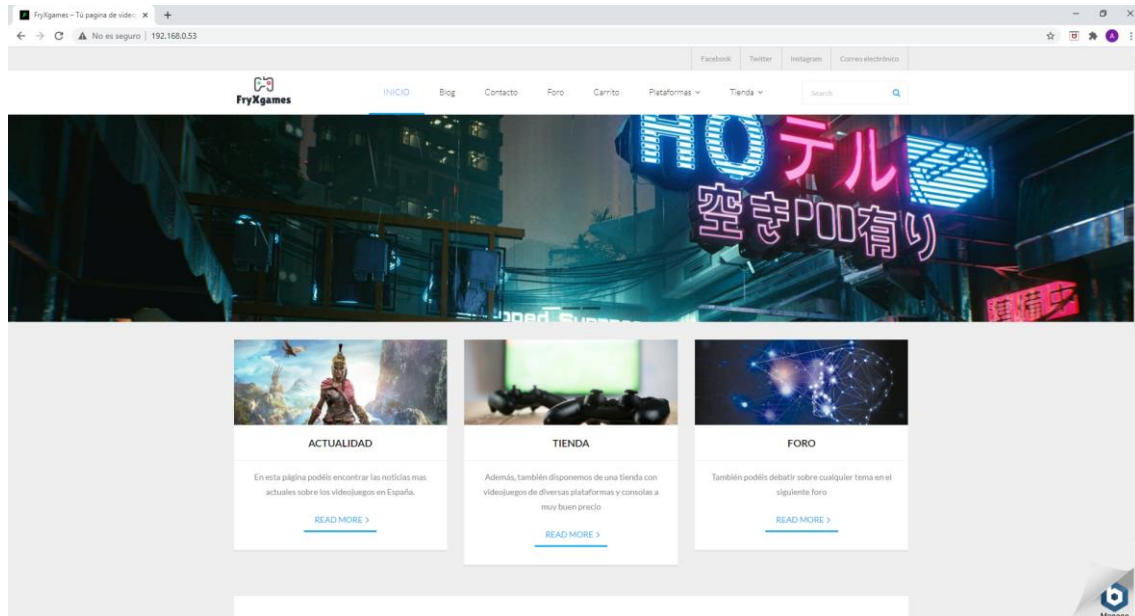 FryXgames – Tú pagina de video
No es seguro | 192.168.0.53
A
Facebook Twitter Instagram Correo electrónico
FryXgames
INICIO Blog Contacto Foro Carrito Plataformas Tienda Search
HO テル
空き POD 有り
ACTUALIDAD
En esta página podéis encontrar las noticias mas
actuales sobre los videojuegos en España.
READ MORE >
TIENDA
Además, también disponemos de una tienda con
videojuegos de diversas plataformas y consolas a
muy buen precio
READ MORE >
FORO
También podéis debatir sobre cualquier tema en el
siguiente foro
READ MORE >
Manage